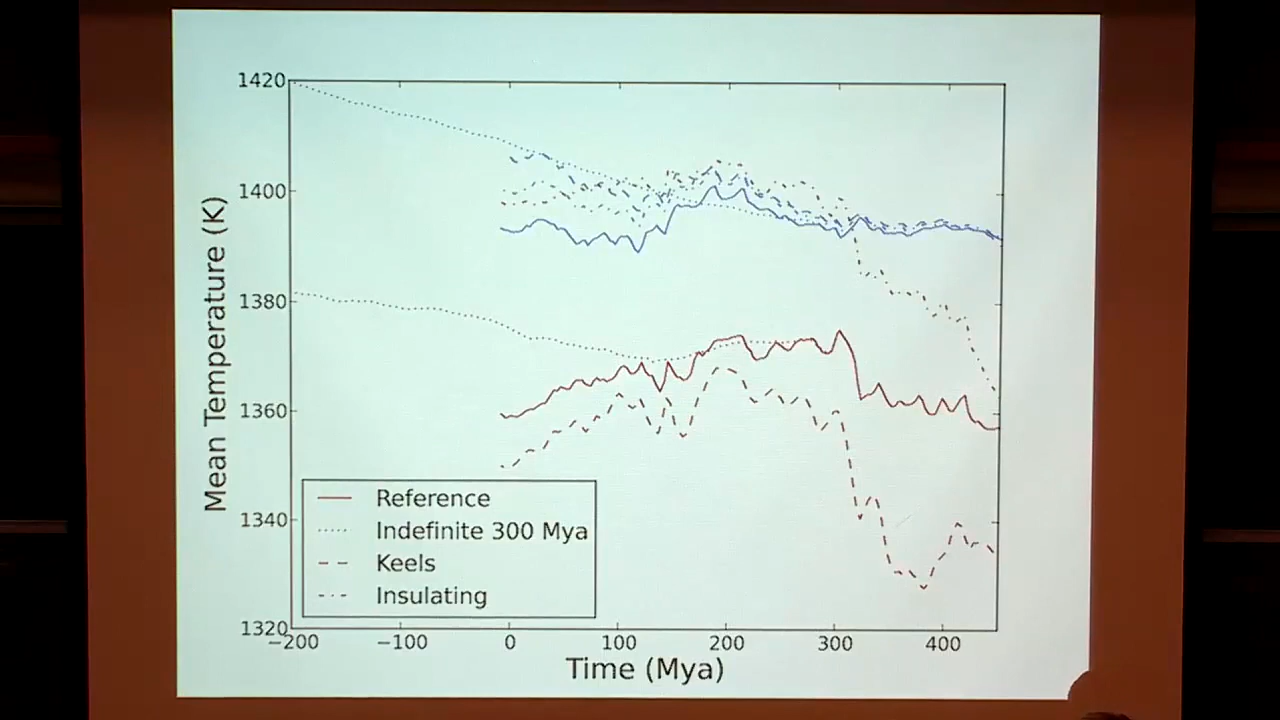 1420
1400
1380
1360
1340
1320
Mean Temperature (K)
Reference
Indefinite 300 Mya
Keels
Insulating
−200 −100 0 100 200 300 400
Time (Mya)